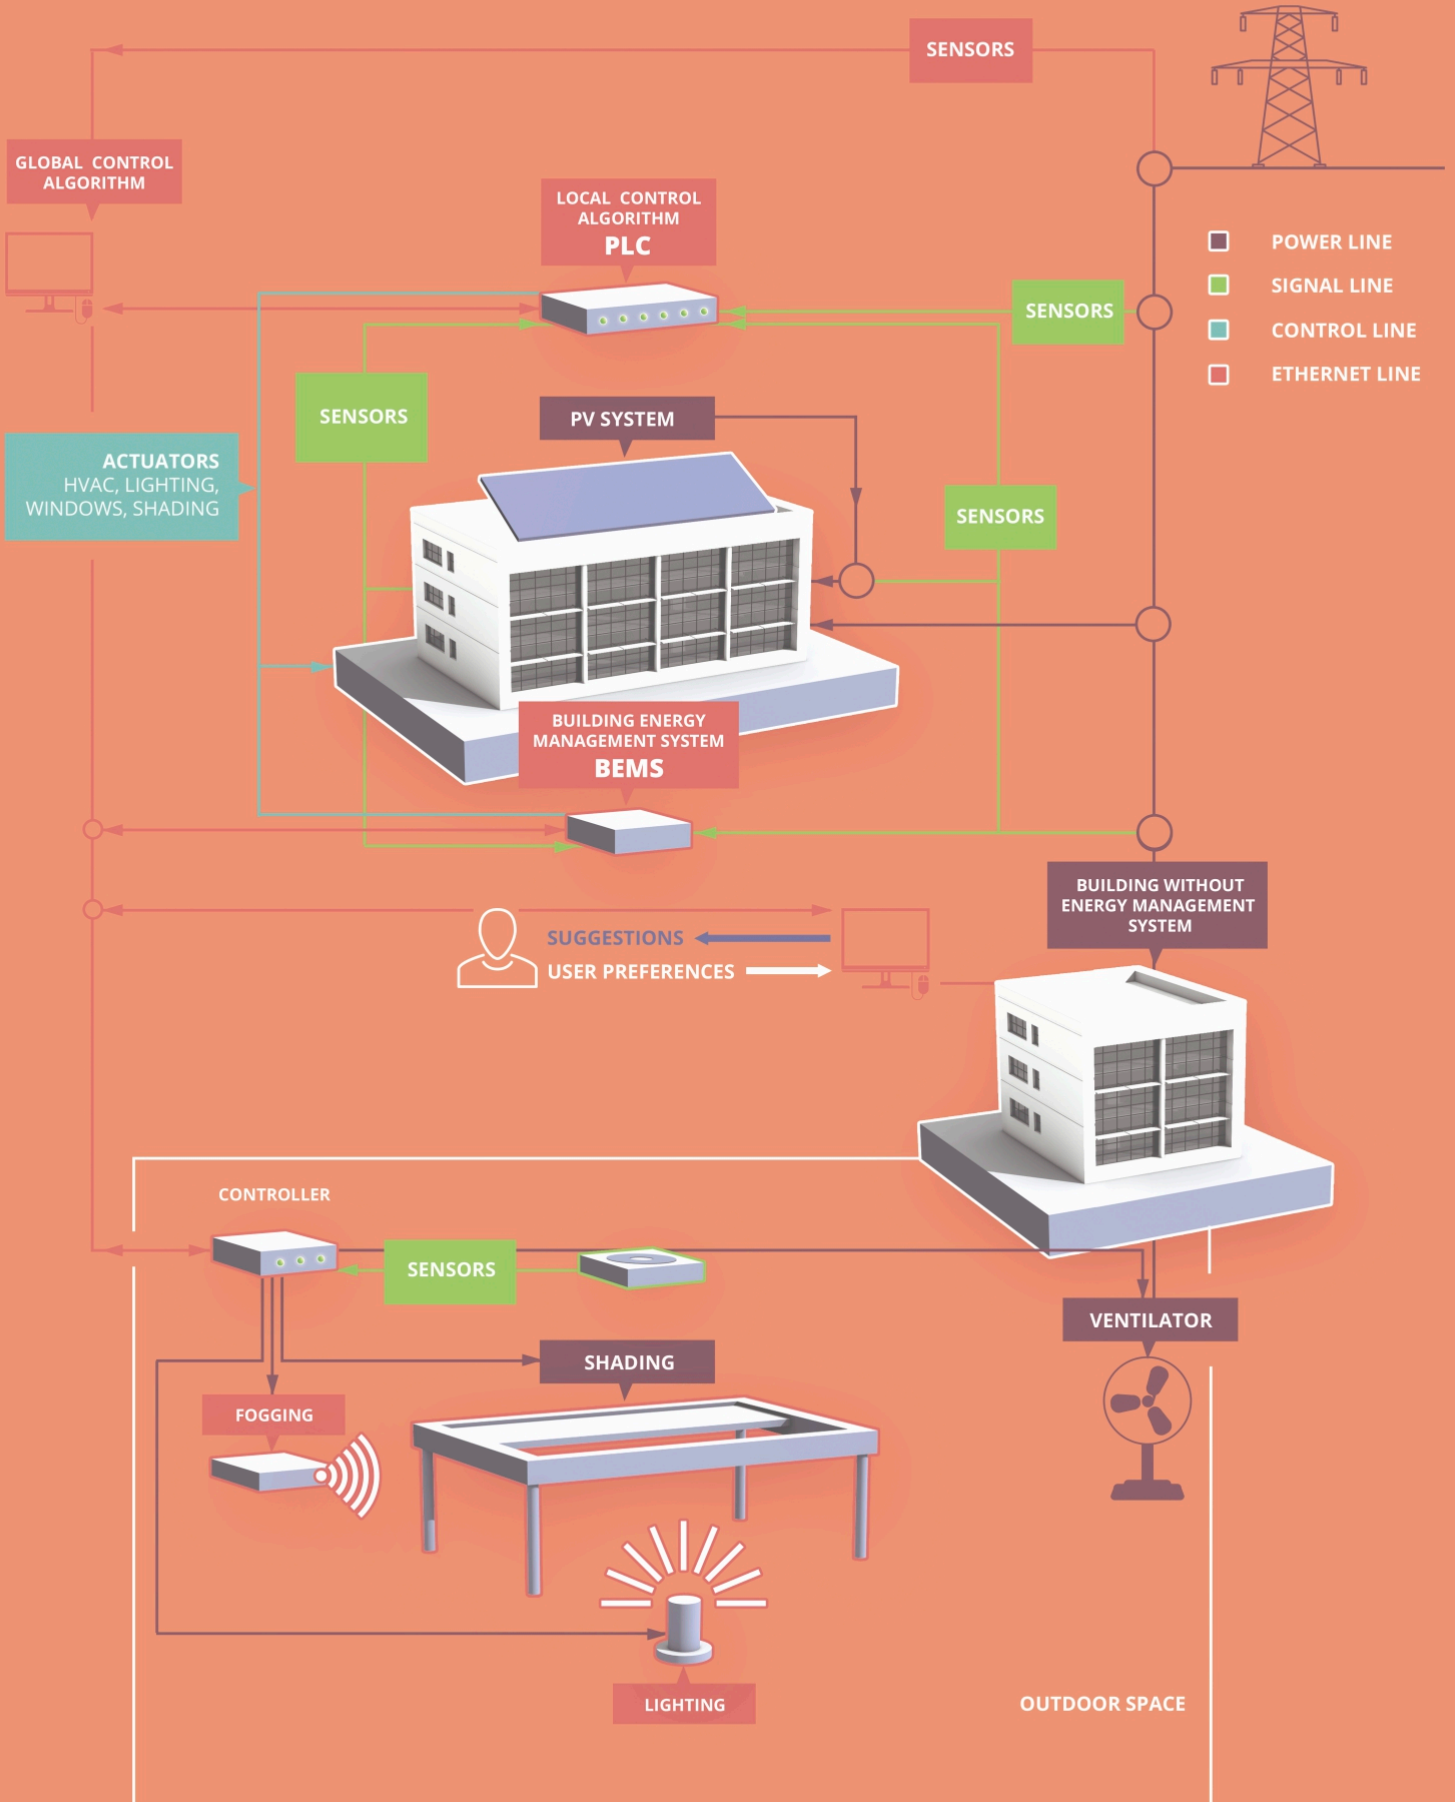 SENSORS
GLOBAL CONTROL
ALGORITHM
LOCAL CONTROL
ALGORITHM
PLC
POWER LINE
SIGNAL LINE
CONTROL LINE
ETHERNET LINE
SENSORS
SENSORS
PV SYSTEM
ACTUATORS
HVAC, LIGHTING,
WINDOWS, SHADING
SENSORS
BUILDING ENERGY
MANAGEMENT SYSTEM
BEMS
BUILDING WITHOUT
ENERGY MANAGEMENT
SYSTEM
SUGGESTIONS
USER PREFERENCES
CONTROLLER
SENSORS
VENTILATOR
SHADING
FOGGING
LIGHTING
OUTDOOR SPACE